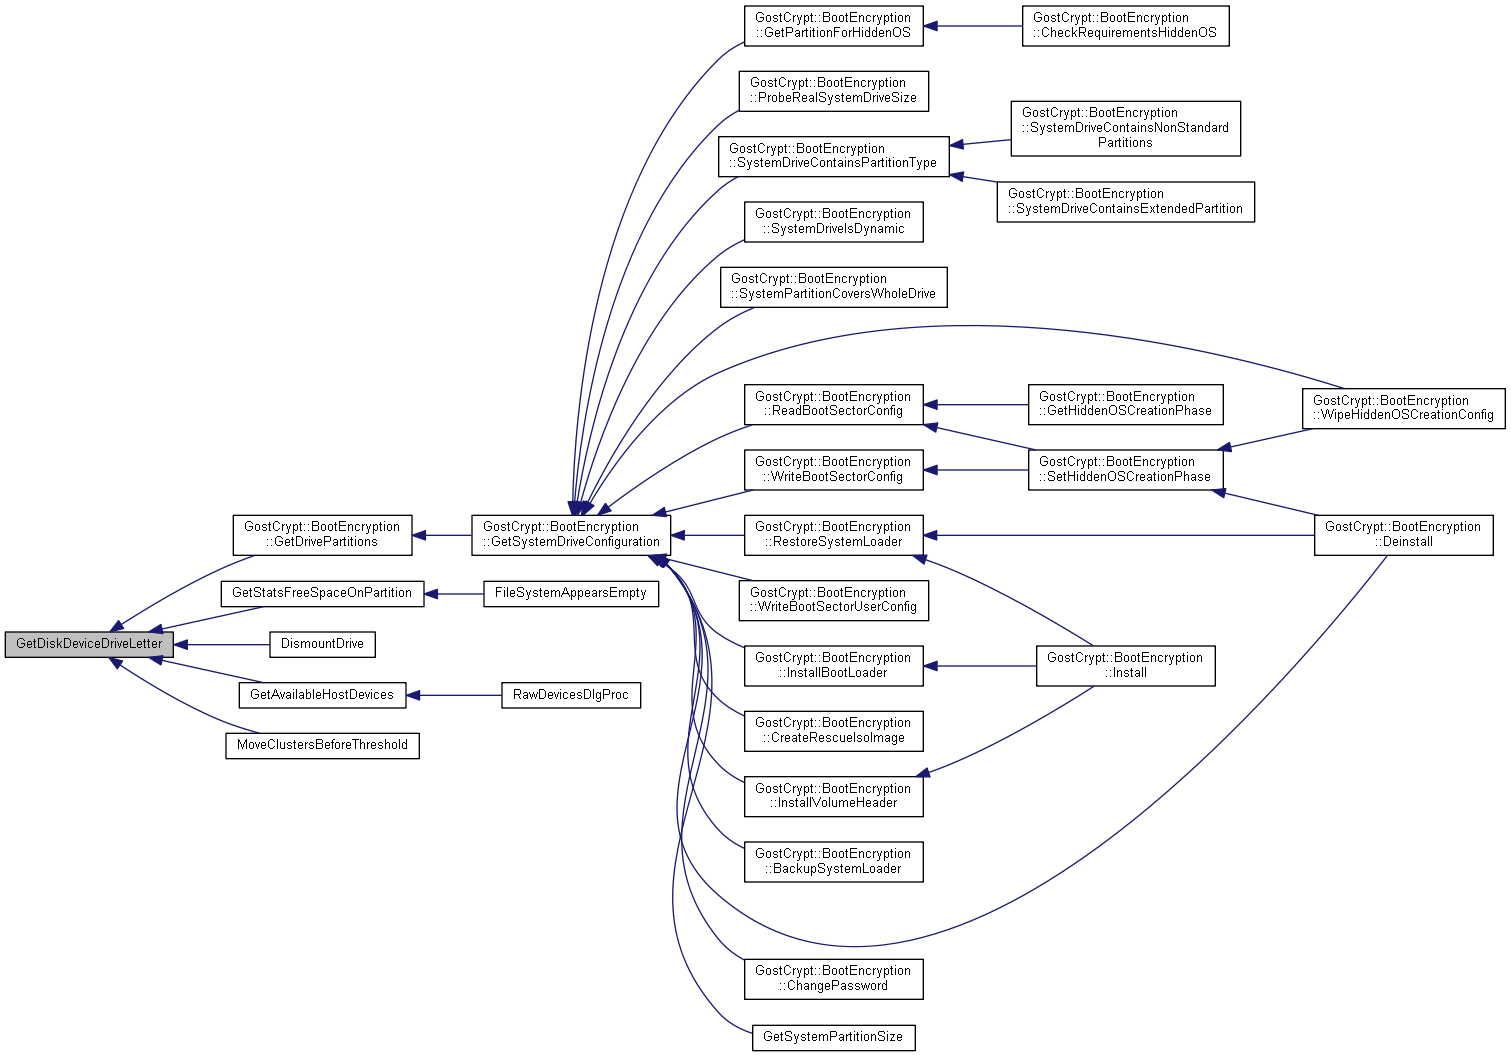 GostCrypt::BootEncryption
::GetPartitionForHiddenOS
GostCrypt::BootEncryption
::CheckRequirementsHiddenOS
GostCrypt::BootEncryption
::ProbeRealSystemDriveSize
GostCrypt::BootEncryption
::SystemDriveContainsPartitionType
GostCrypt::BootEncryption
::SystemDriveContainsNonStandard
Partitions
GostCrypt::BootEncryption
::SystemDriveContainsExtendedPartition
GostCrypt::BootEncryption
::SystemDriveIsDynamic
GostCrypt::BootEncryption
::SystemPartitionCoversWholeDrive
GostCrypt::BootEncryption
::ReadBootSectorConfig
GostCrypt::BootEncryption
::GetHiddenOSCreationPhase
GostCrypt::BootEncryption
::WipeHiddenOSCreationConfig
GostCrypt::BootEncryption
::WriteBootSectorConfig
GostCrypt::BootEncryption
::SetHiddenOSCreationPhase
GostCrypt::BootEncryption
::GetDrivePartitions
GostCrypt::BootEncryption
::GetSystemDriveConfiguration
GostCrypt::BootEncryption
::RestoreSystemLoader
GostCrypt::BootEncryption
::Deinstall
GetStatsFreeSpaceOnPartition
FileSystemAppearsEmpty
GostCrypt::BootEncryption
::WriteBootSectorUserConfig
GetDiskDeviceDriveLetter
DismountDrive
GostCrypt::BootEncryption
::InstallBootLoader
GostCrypt::BootEncryption
::Install
GetAvailableHostDevices
RawDevicesDlgProc
GostCrypt::BootEncryption
::CreateRescueIsoImage
MoveClustersBeforeThreshold
GostCrypt::BootEncryption
::InstallVolumeHeader
GostCrypt::BootEncryption
::BackupSystemLoader
GostCrypt::BootEncryption
::ChangePassword
GetSystemPartitionSize